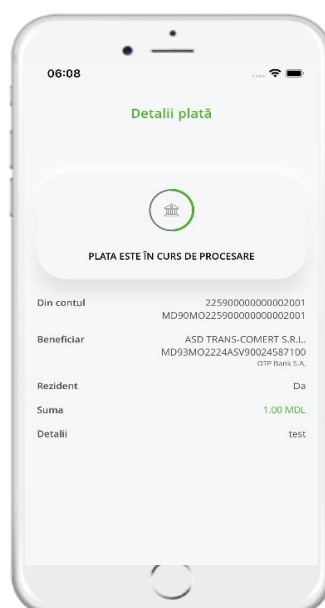 06:08
Detalii plată
PLATA ESTE ÎN CURS DE PROCESARE
Din contul 225900000000002001
MD90MO225900000000002001
Beneficiar ASD TRANS-COMERT S.R.L.
MD93MO2224ASV90024587100
OTP Bank S.A.
Rezident Da
Suma 1.00 MDL
Detalii test